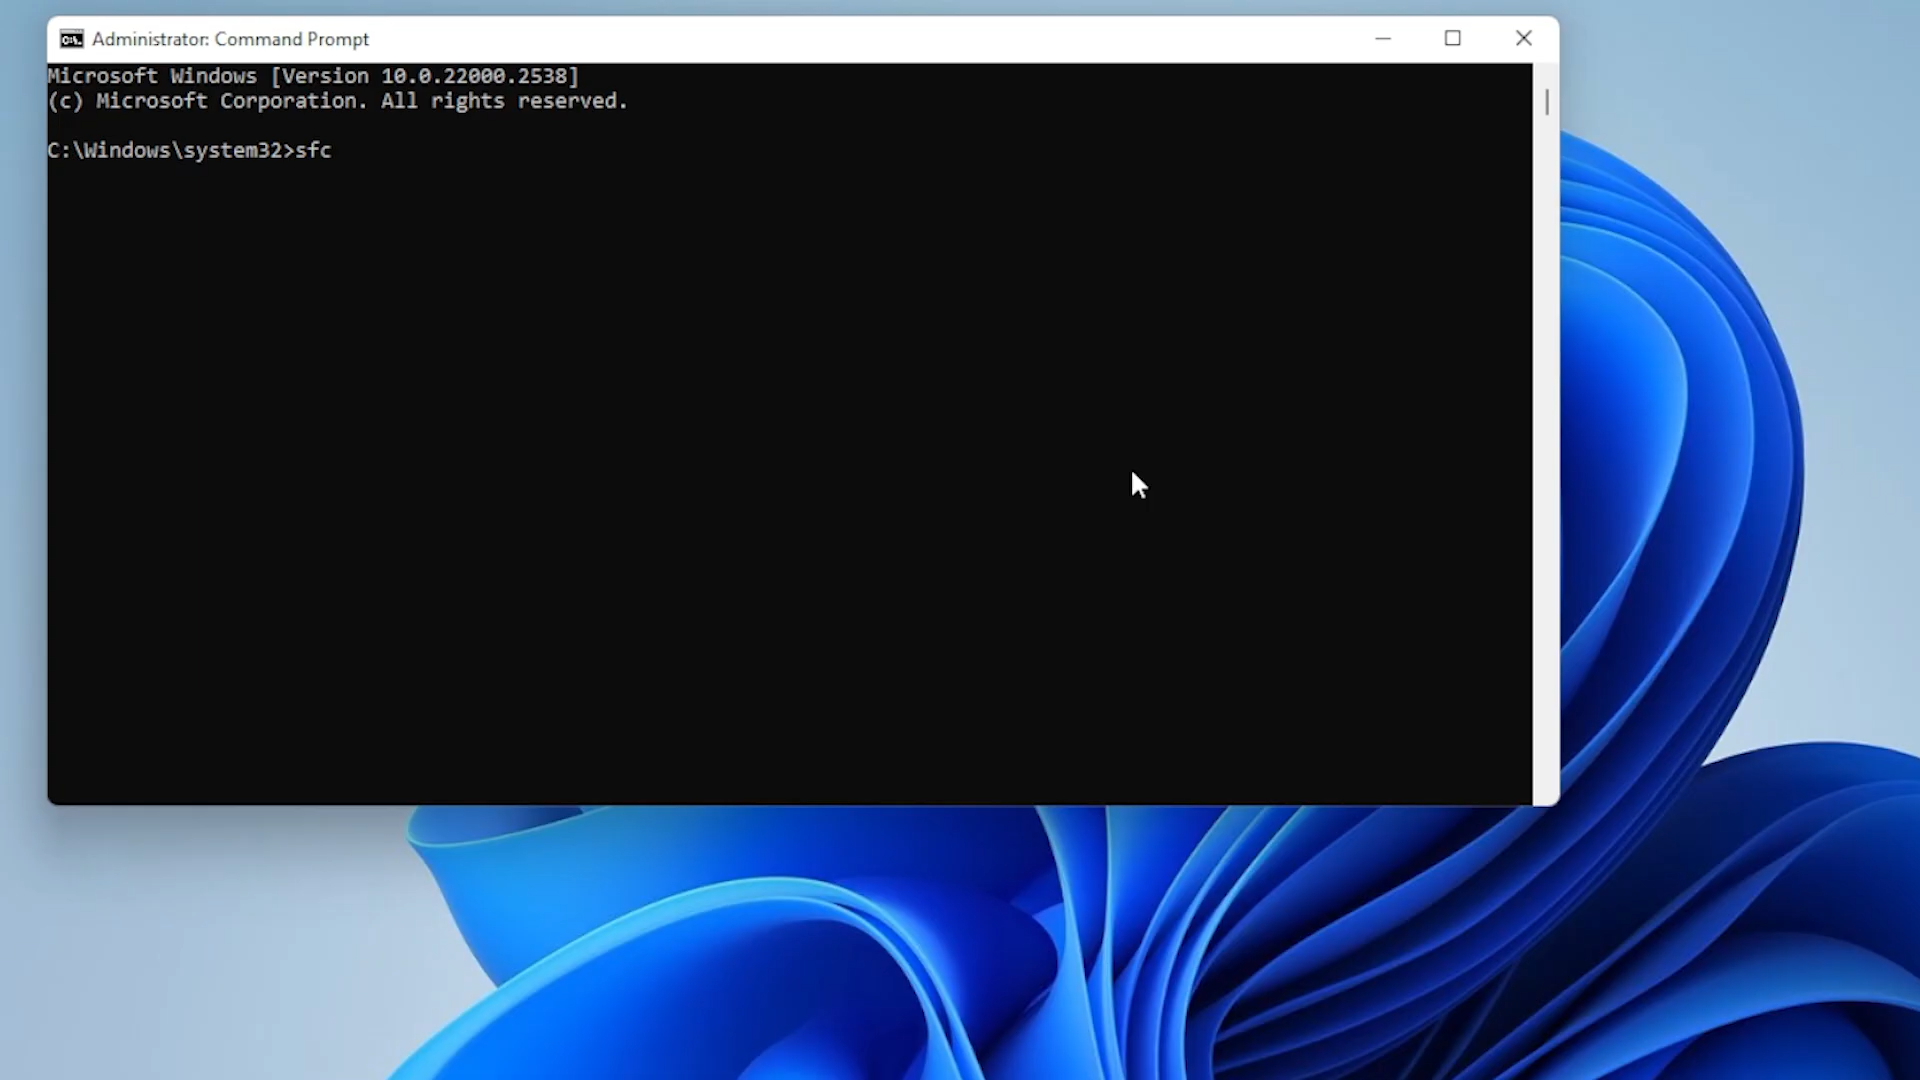 Administrator: Command Prompt
Microsoft Windows [Version 10.0.22000.2538]
(c) Microsoft Corporation. All rights reserved.
C:\Windows\system32>sfc